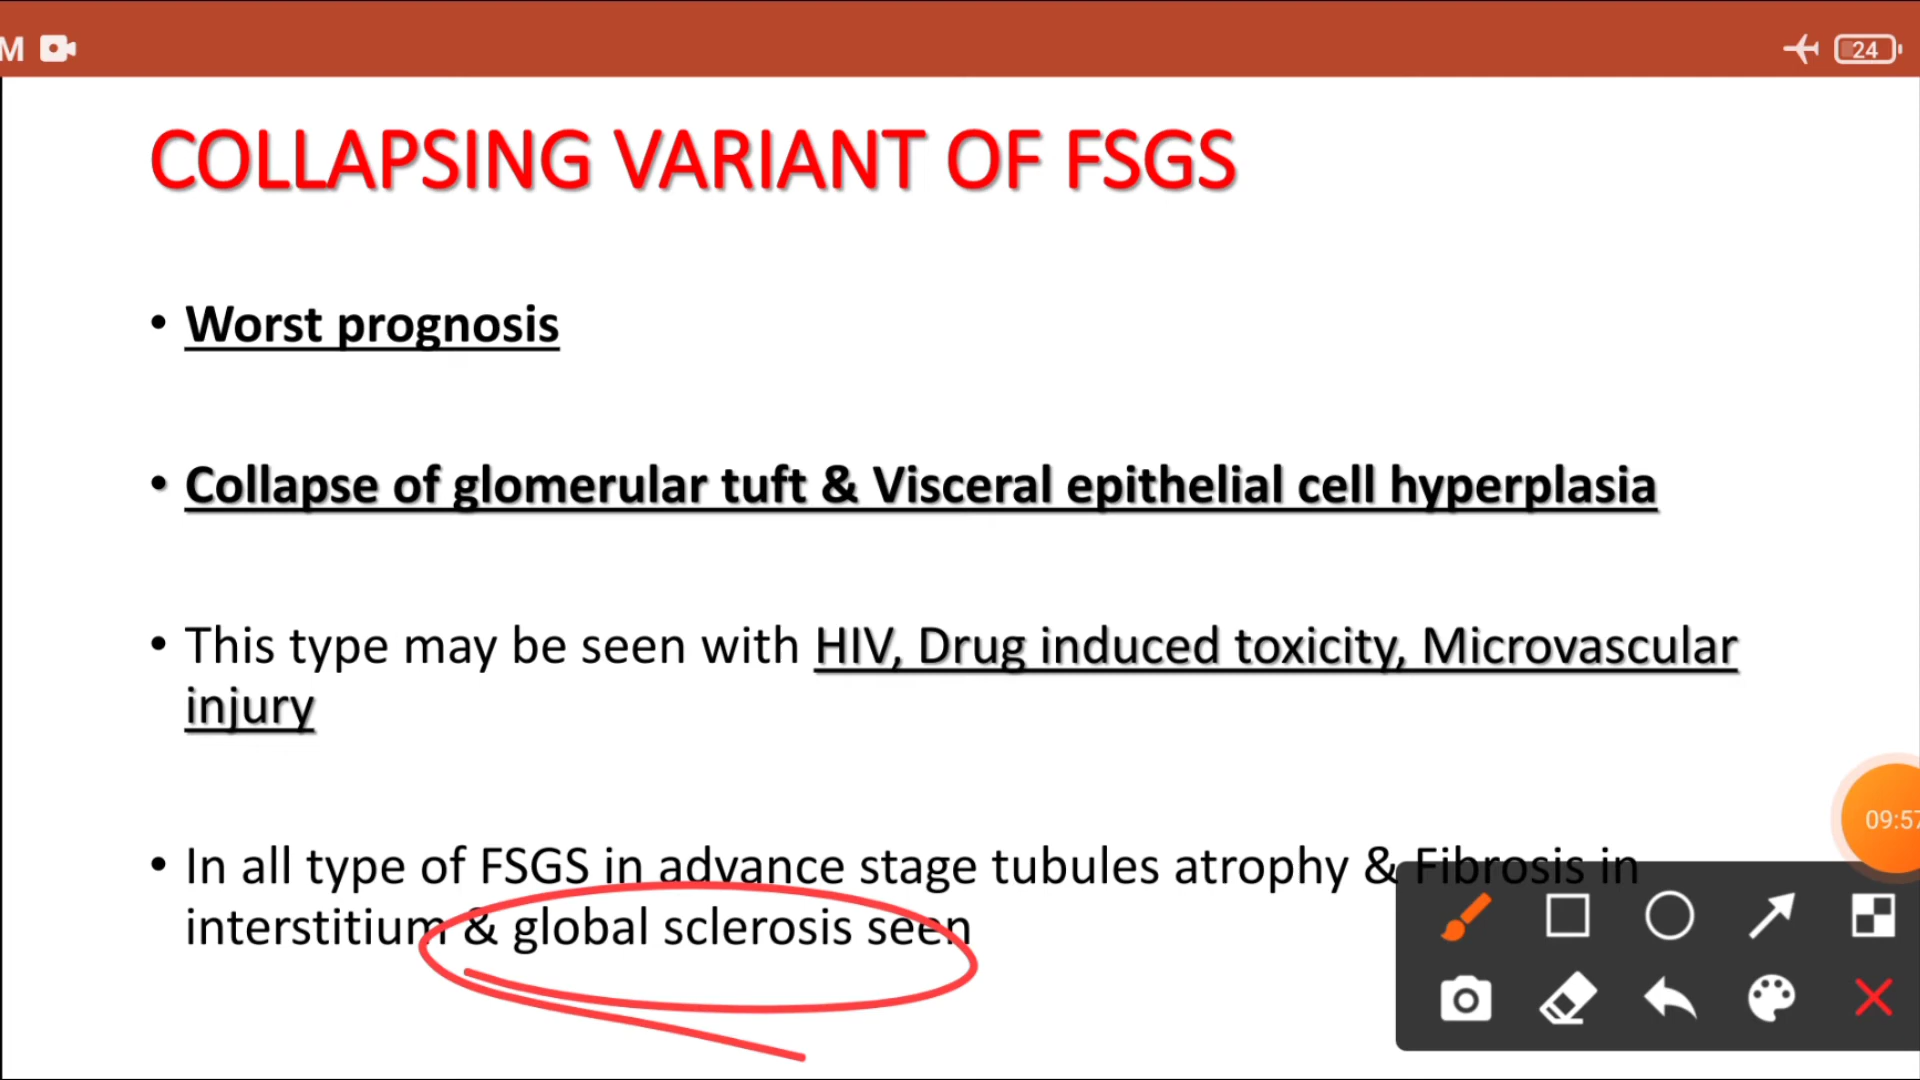 M
24
COLLAPSING VARIANT OF FSGS
• Worst prognosis
• Collapse of glomerular tuft & Visceral epithelial cell hyperplasia
• This type may be seen with HIV, Drug induced toxicity, Microvascular
injury
09:57
• In all type of FSGS in advance stage tubules atrophy & Fibrosis in
interstitium & global sclerosis seen